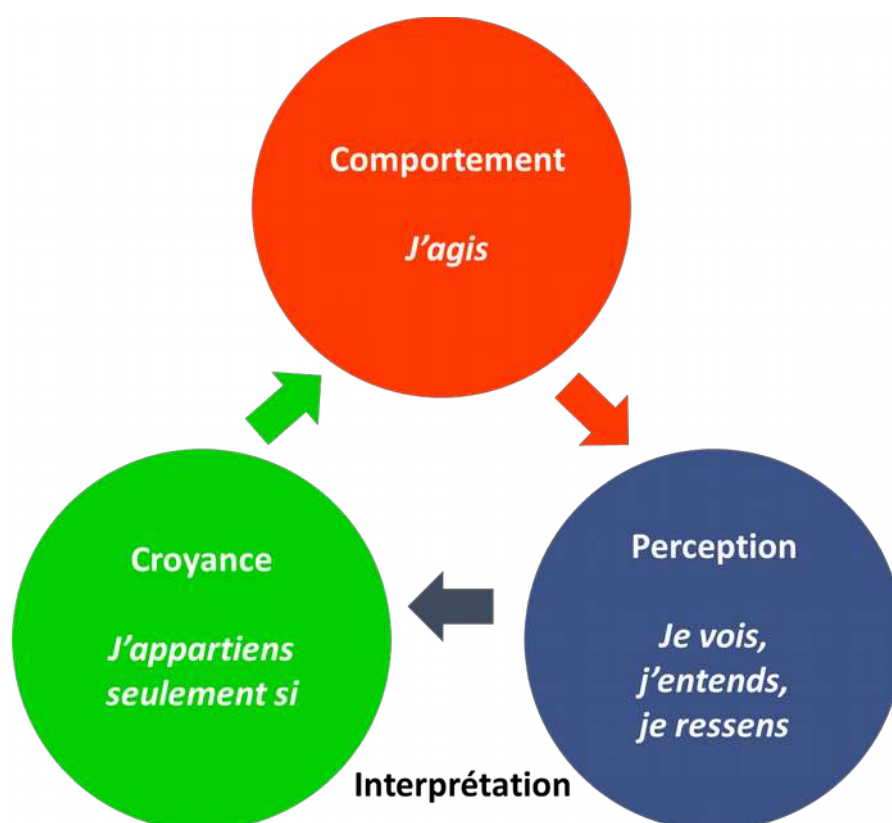 Comportement
J’agis
Croyance
J’appartiens
seulement si
Perception
Je vois,
j’entends,
je ressens
Interprétation